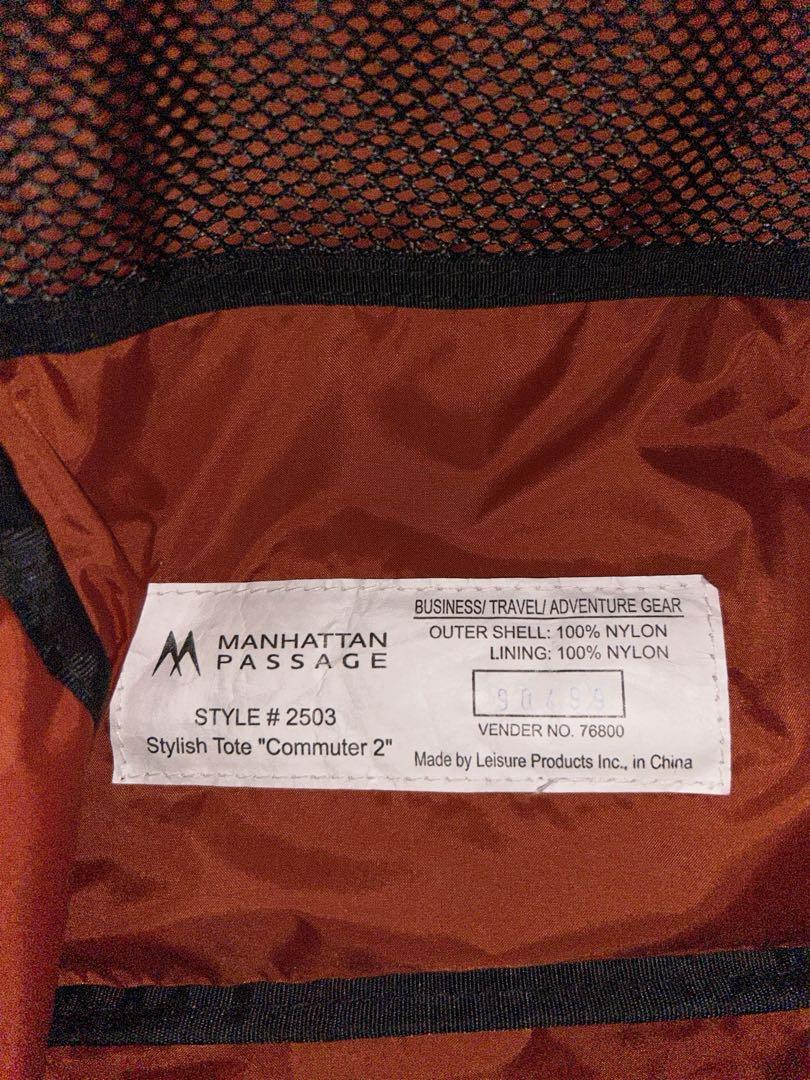 MANHATTAN
PASSAGE
STYLE # 2503
Stylish Tote "Commuter 2"
BUSINESS/ TRAVEL/ ADVENTURE GEAR
OUTER SHELL: 100% NYLON
LINING: 100% NYLON
VENDER NO. 76800
Made by Leisure Products Inc., in China